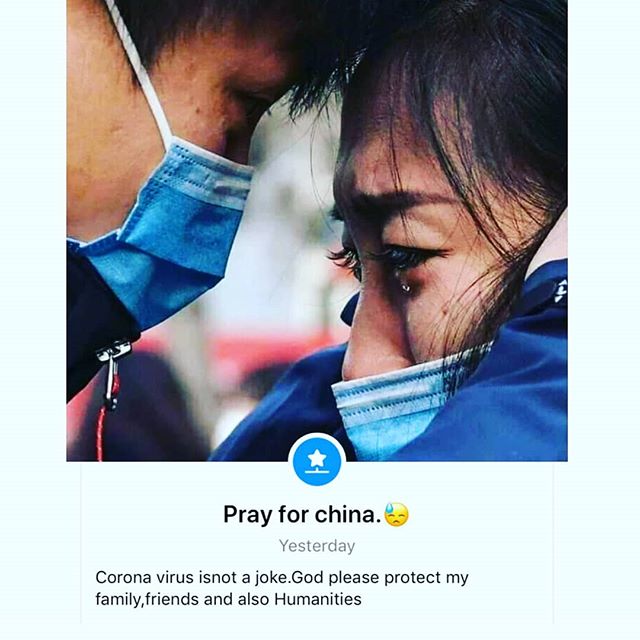 Pray for china.😓
Yesterday
Corona virus isnot a joke.God please protect my
family,friends and also Humanities